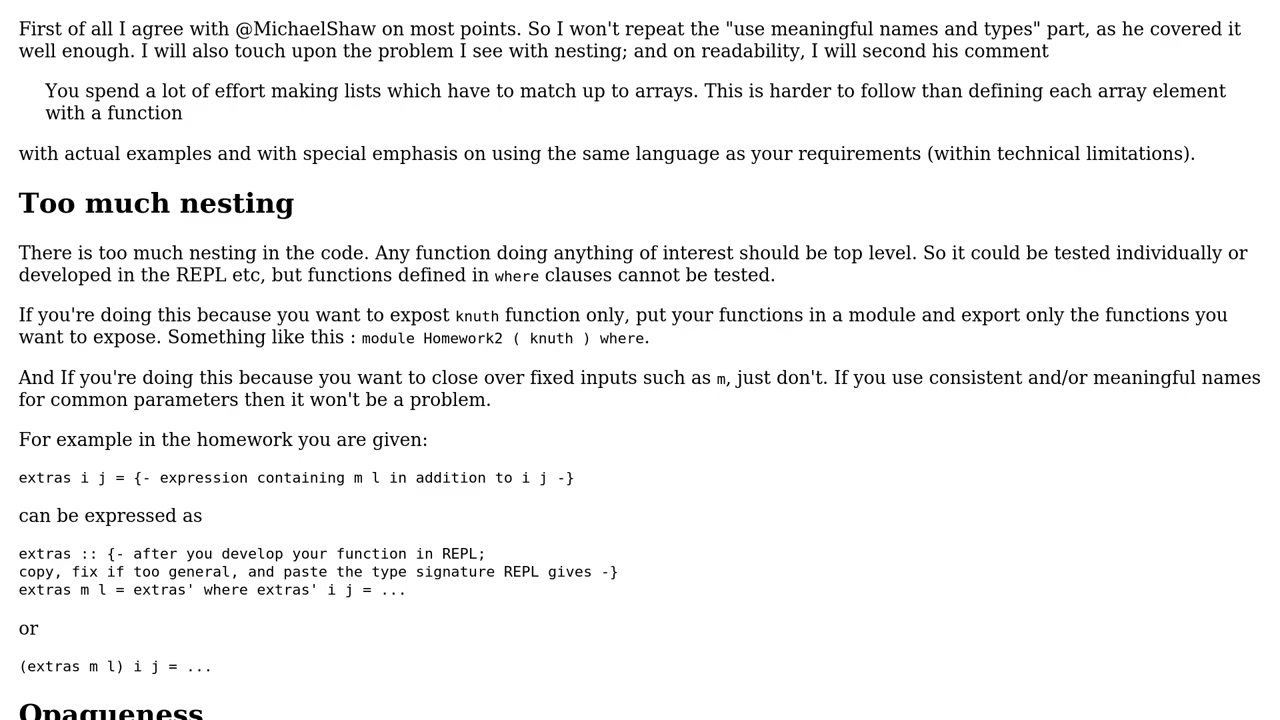 First of all I agree with @MichaelShaw on most points. So I won't repeat the "use meaningful names and types" part, as he covered it
well enough. I will also touch upon the problem I see with nesting; and on readability, I will second his comment
You spend a lot of effort making lists which have to match up to arrays. This is harder to follow than defining each array element
with a function
with actual examples and with special emphasis on using the same language as your requirements (within technical limitations).
Too much nesting
There is too much nesting in the code. Any function doing anything of interest should be top level. So it could be tested individually or
developed in the REPL etc, but functions defined in where clauses cannot be tested.
If you're doing this because you want to expost knuth function only, put your functions in a module and export only the functions you
want to expose. Something like this : module Homework2 ( knuth ) where.
And If you're doing this because you want to close over fixed inputs such as m, just don't. If you use consistent and/or meaningful names
for common parameters then it won't be a problem.
For example in the homework you are given:
extras i j = {- expression containing m l in addition to i j -}
can be expressed as
extras :: {- after you develop your function in REPL;
copy, fix if too general, and paste the type signature REPL gives -}
extras m l = extras' where extras' i j = ...
or
(extras m l) i j = ...
Opaqueness